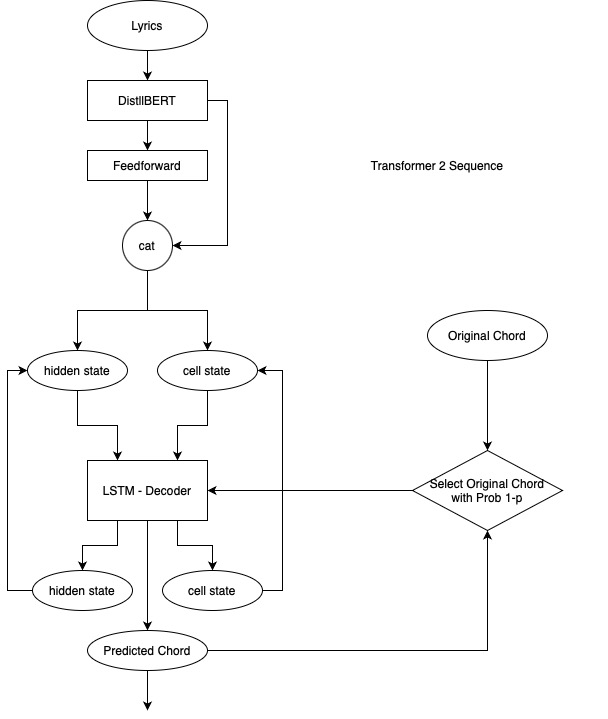 Lyrics
DistllBERT
Feedforward
Transformer 2 Sequence
cat
Original Chord
hidden state
cell state
LSTM - Decoder
Select Original Chord
with Prob 1-p
hidden state
cell state
Predicted Chord